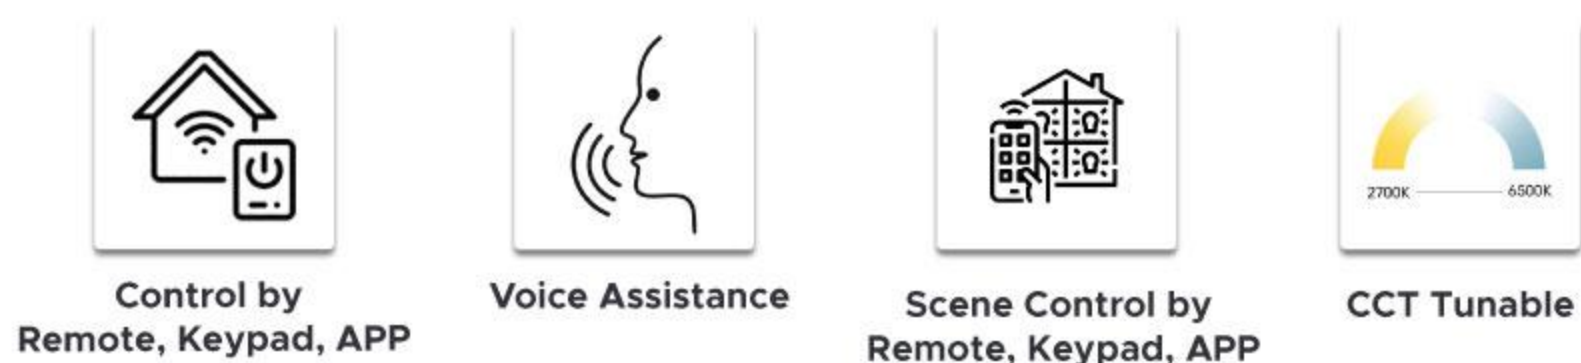 Control by
Remote, Keypad, APP
Voice Assistance
Scene Control by
Remote, Keypad, APP
2700K
6500K
CCT Tunable